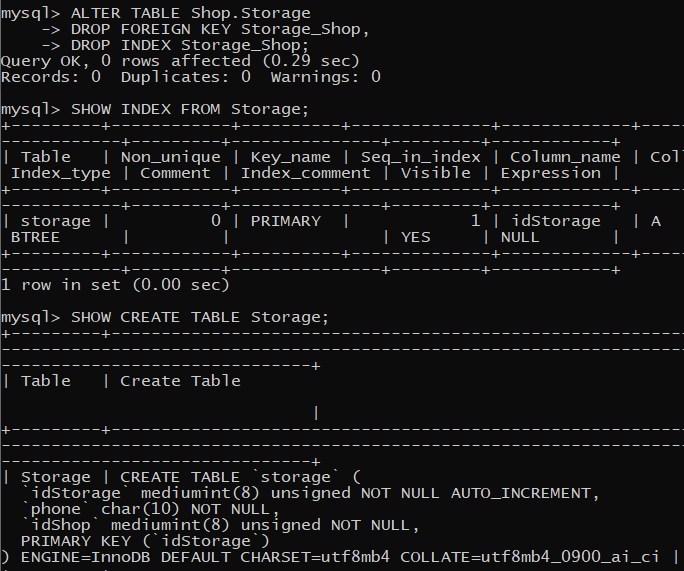 mysql> ALTER TABLE Shop.Storage
    -> DROP FOREIGN KEY Storage_Shop,
    -> DROP INDEX Storage_Shop;
Query OK, 0 rows affected (0.29 sec)
Records: 0  Duplicates: 0  Warnings: 0
mysql> SHOW INDEX FROM Storage;
+---------+------------+----------+--------------+-------------+-----
------------+---------+---------------+---------+------------+
| Table   | Non_unique | Key_name | Seq_in_index | Column_name | Coll
 Index_type | Comment | Index_comment | Visible | Expression |
+---------+------------+----------+--------------+-------------+-----
------------+---------+---------------+---------+------------+
| storage |          0 | PRIMARY  |            1 | idStorage   | A
 BTREE      |         |               | YES     | NULL       |
+---------+------------+----------+--------------+-------------+-----
------------+---------+---------------+---------+------------+
1 row in set (0.00 sec)
mysql> SHOW CREATE TABLE Storage;
+---------+----------------------------------------------------------
---------------------------------------------------------------------
-------------------------------+
| Table   | Create Table
                               |
+---------+----------------------------------------------------------
---------------------------------------------------------------------
-------------------------------+
| Storage | CREATE TABLE `storage` (
  `idStorage` mediumint(8) unsigned NOT NULL AUTO_INCREMENT,
  `phone` char(10) NOT NULL,
  `idShop` mediumint(8) unsigned NOT NULL,
  PRIMARY KEY (`idStorage`)
) ENGINE=InnoDB DEFAULT CHARSET=utf8mb4 COLLATE=utf8mb4_0900_ai_ci |